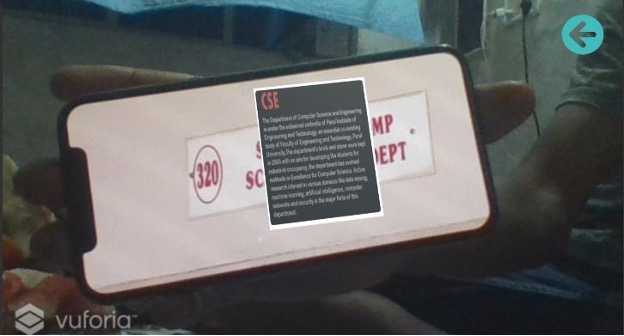 CSE
The Department of Computer Science and Engineering
is under the esteemed umbrella of Parul Institute of
Engineering and Technology, an essential co-existing
body of Faculty of Engineering and Technology, Parul
University. The department's brick and stone were kept
in 2003 with an aim for developing the students for
industrial occupancy, the department has evolved
multitude in Excellence for Computer Science. Active
research interest in various domains like data mining,
machine learning, artificial intelligence, computer
networks and security is the major forte of this
department.
320
S
MP
SC
DEPT
vuforia™